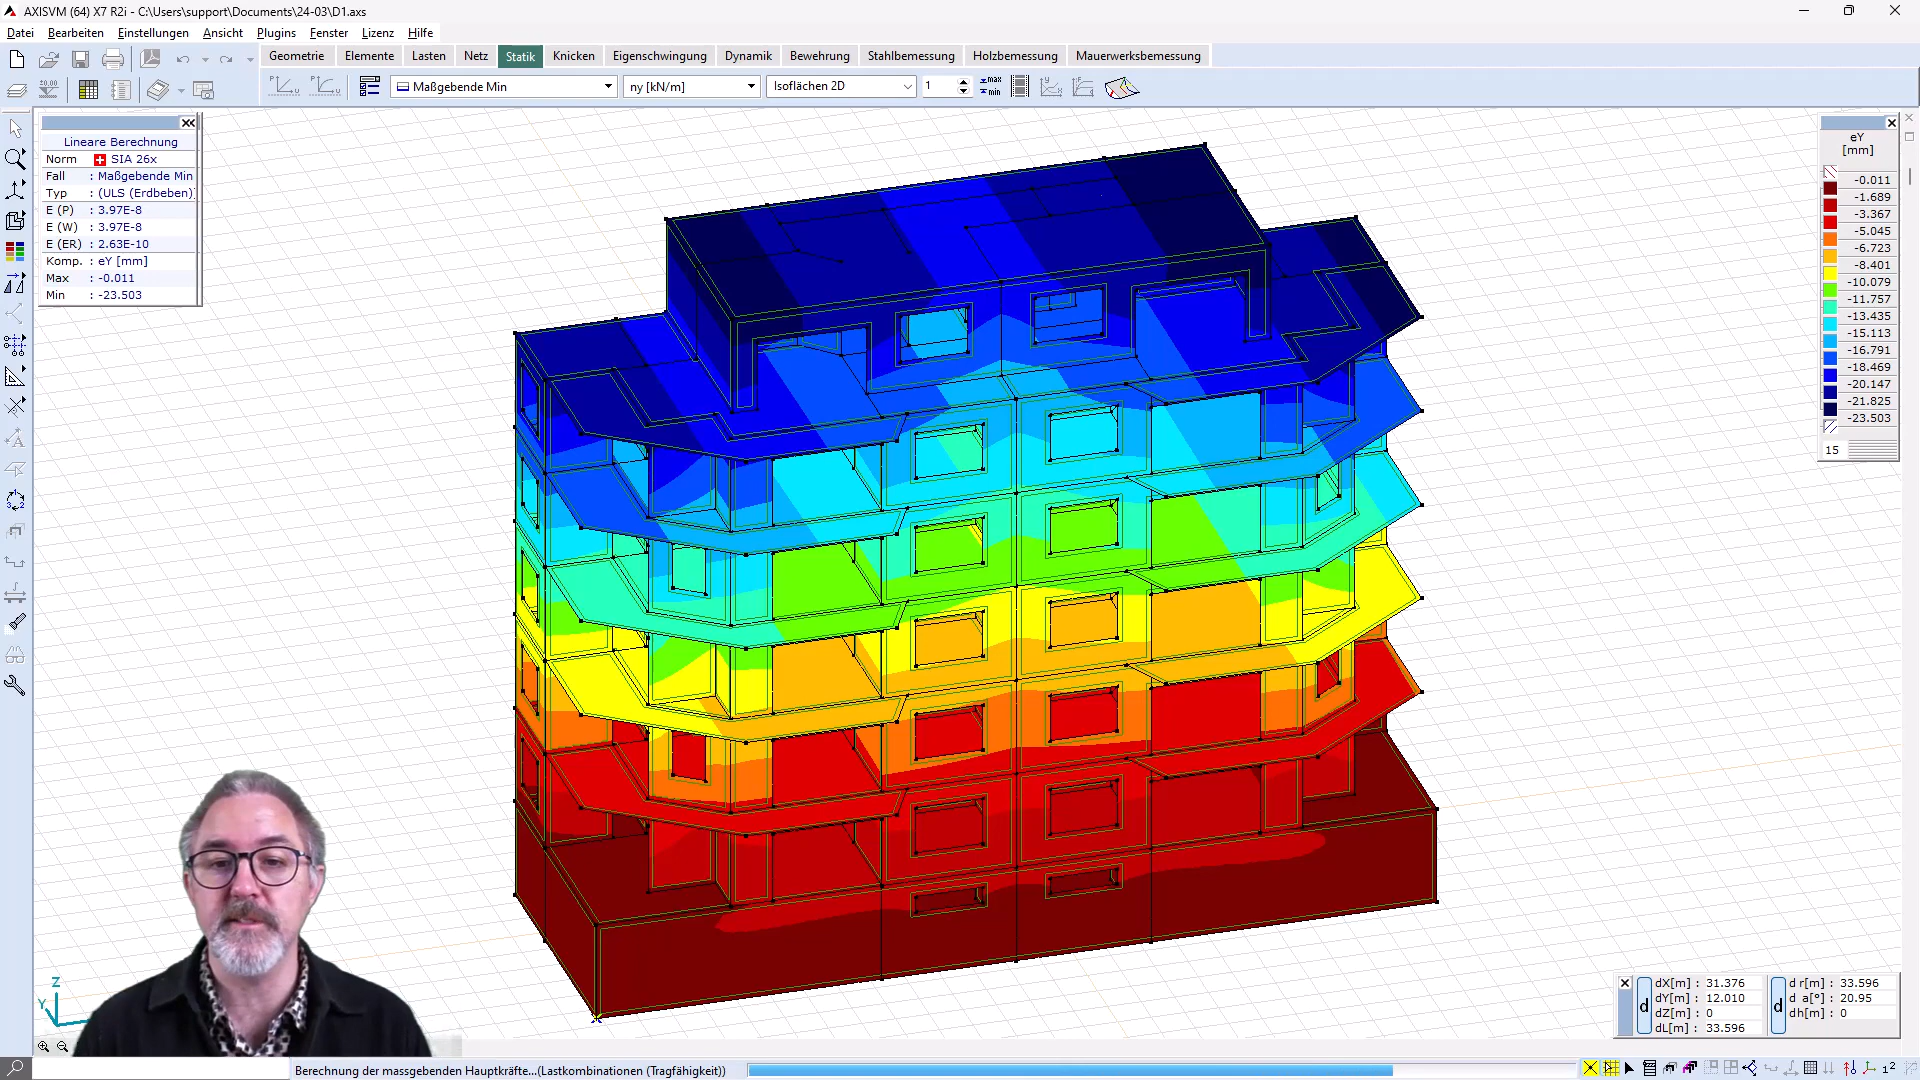 AXISVM (64) X7 R2i - C:\Users\support\Documents\24-03\D1.axs
Datei Bearbeiten Einstellungen Ansicht Plugins Fenster Lizenz Hilfe
Geometrie Elemente Lasten Netz Statik Knicken Eigenschwingung Dynamik Bewehrung Stahlbemessung Holzbemessung Mauerwerksbemessung
Maßgebende Min ny [kN/m] Isoflächen 2D 1 max min
Lineare Berechnung
Norm SIA 26x
Fall : Maßgebende Min
Typ : (ULS (Erdbeben))
E (P) : 3.97E-8
E (W) : 3.97E-8
E (ER) : 2.63E-10
Komp. : eY [mm]
Max : -0.011
Min : -23.503
eY
[mm]
-0.011
-1.689
-3.367
-5.045
-6.723
-8.401
-10.079
-11.757
-13.435
-15.113
-16.791
-18.469
-20.147
-21.825
-23.503
15
Z
Y
d
dX[m] : 31.376
dY[m] : 12.010
dZ[m] : 0
dL[m] : 33.596
d
d r[m] : 33.596
d a[°] : 20.95
dh[m] : 0
Berechnung der massgebenden Hauptkräfte...(Lastkombinationen (Tragfähigkeit))